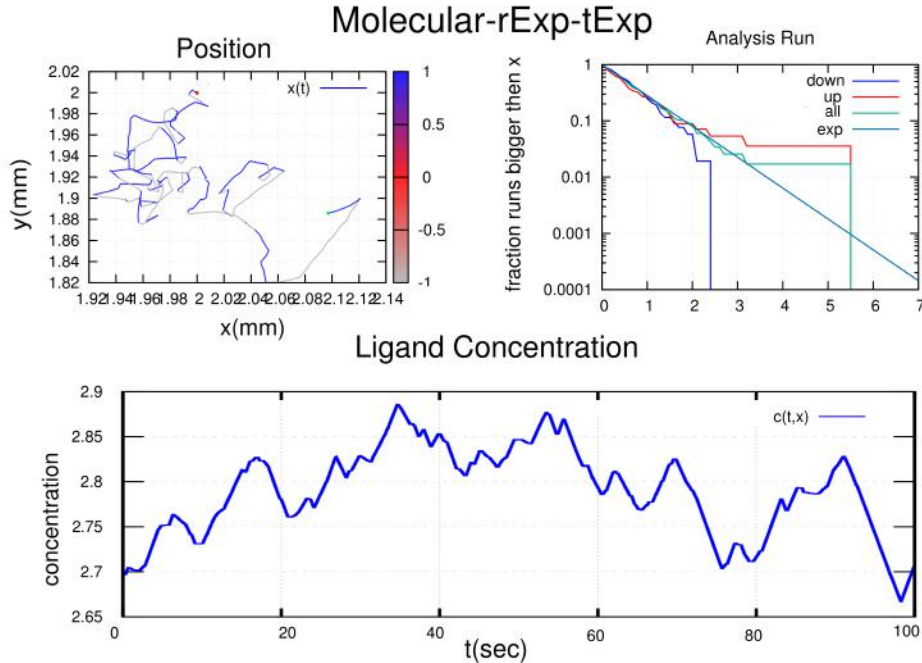 Molecular-rExp-tExp
Position
x(t)
2.02
2
1.98
1.96
1.94
1.92
1.9
1.88
1.86
1.84
1.82
y(mm)
1.92 1.94 1.96 1.98 2 2.02 2.04 2.06 2.08 2.1 2.12 2.14
x(mm)
1
0.5
0
-0.5
-1
Analysis Run
fraction runs bigger then x
down
up
all
exp
1
0.1
0.01
0.001
0.0001
0 1 2 3 4 5 6 7
Ligand Concentration
c(t,x)
concentration
2.9
2.85
2.8
2.75
2.7
2.65
0 20 40 60 80 100
t(sec)